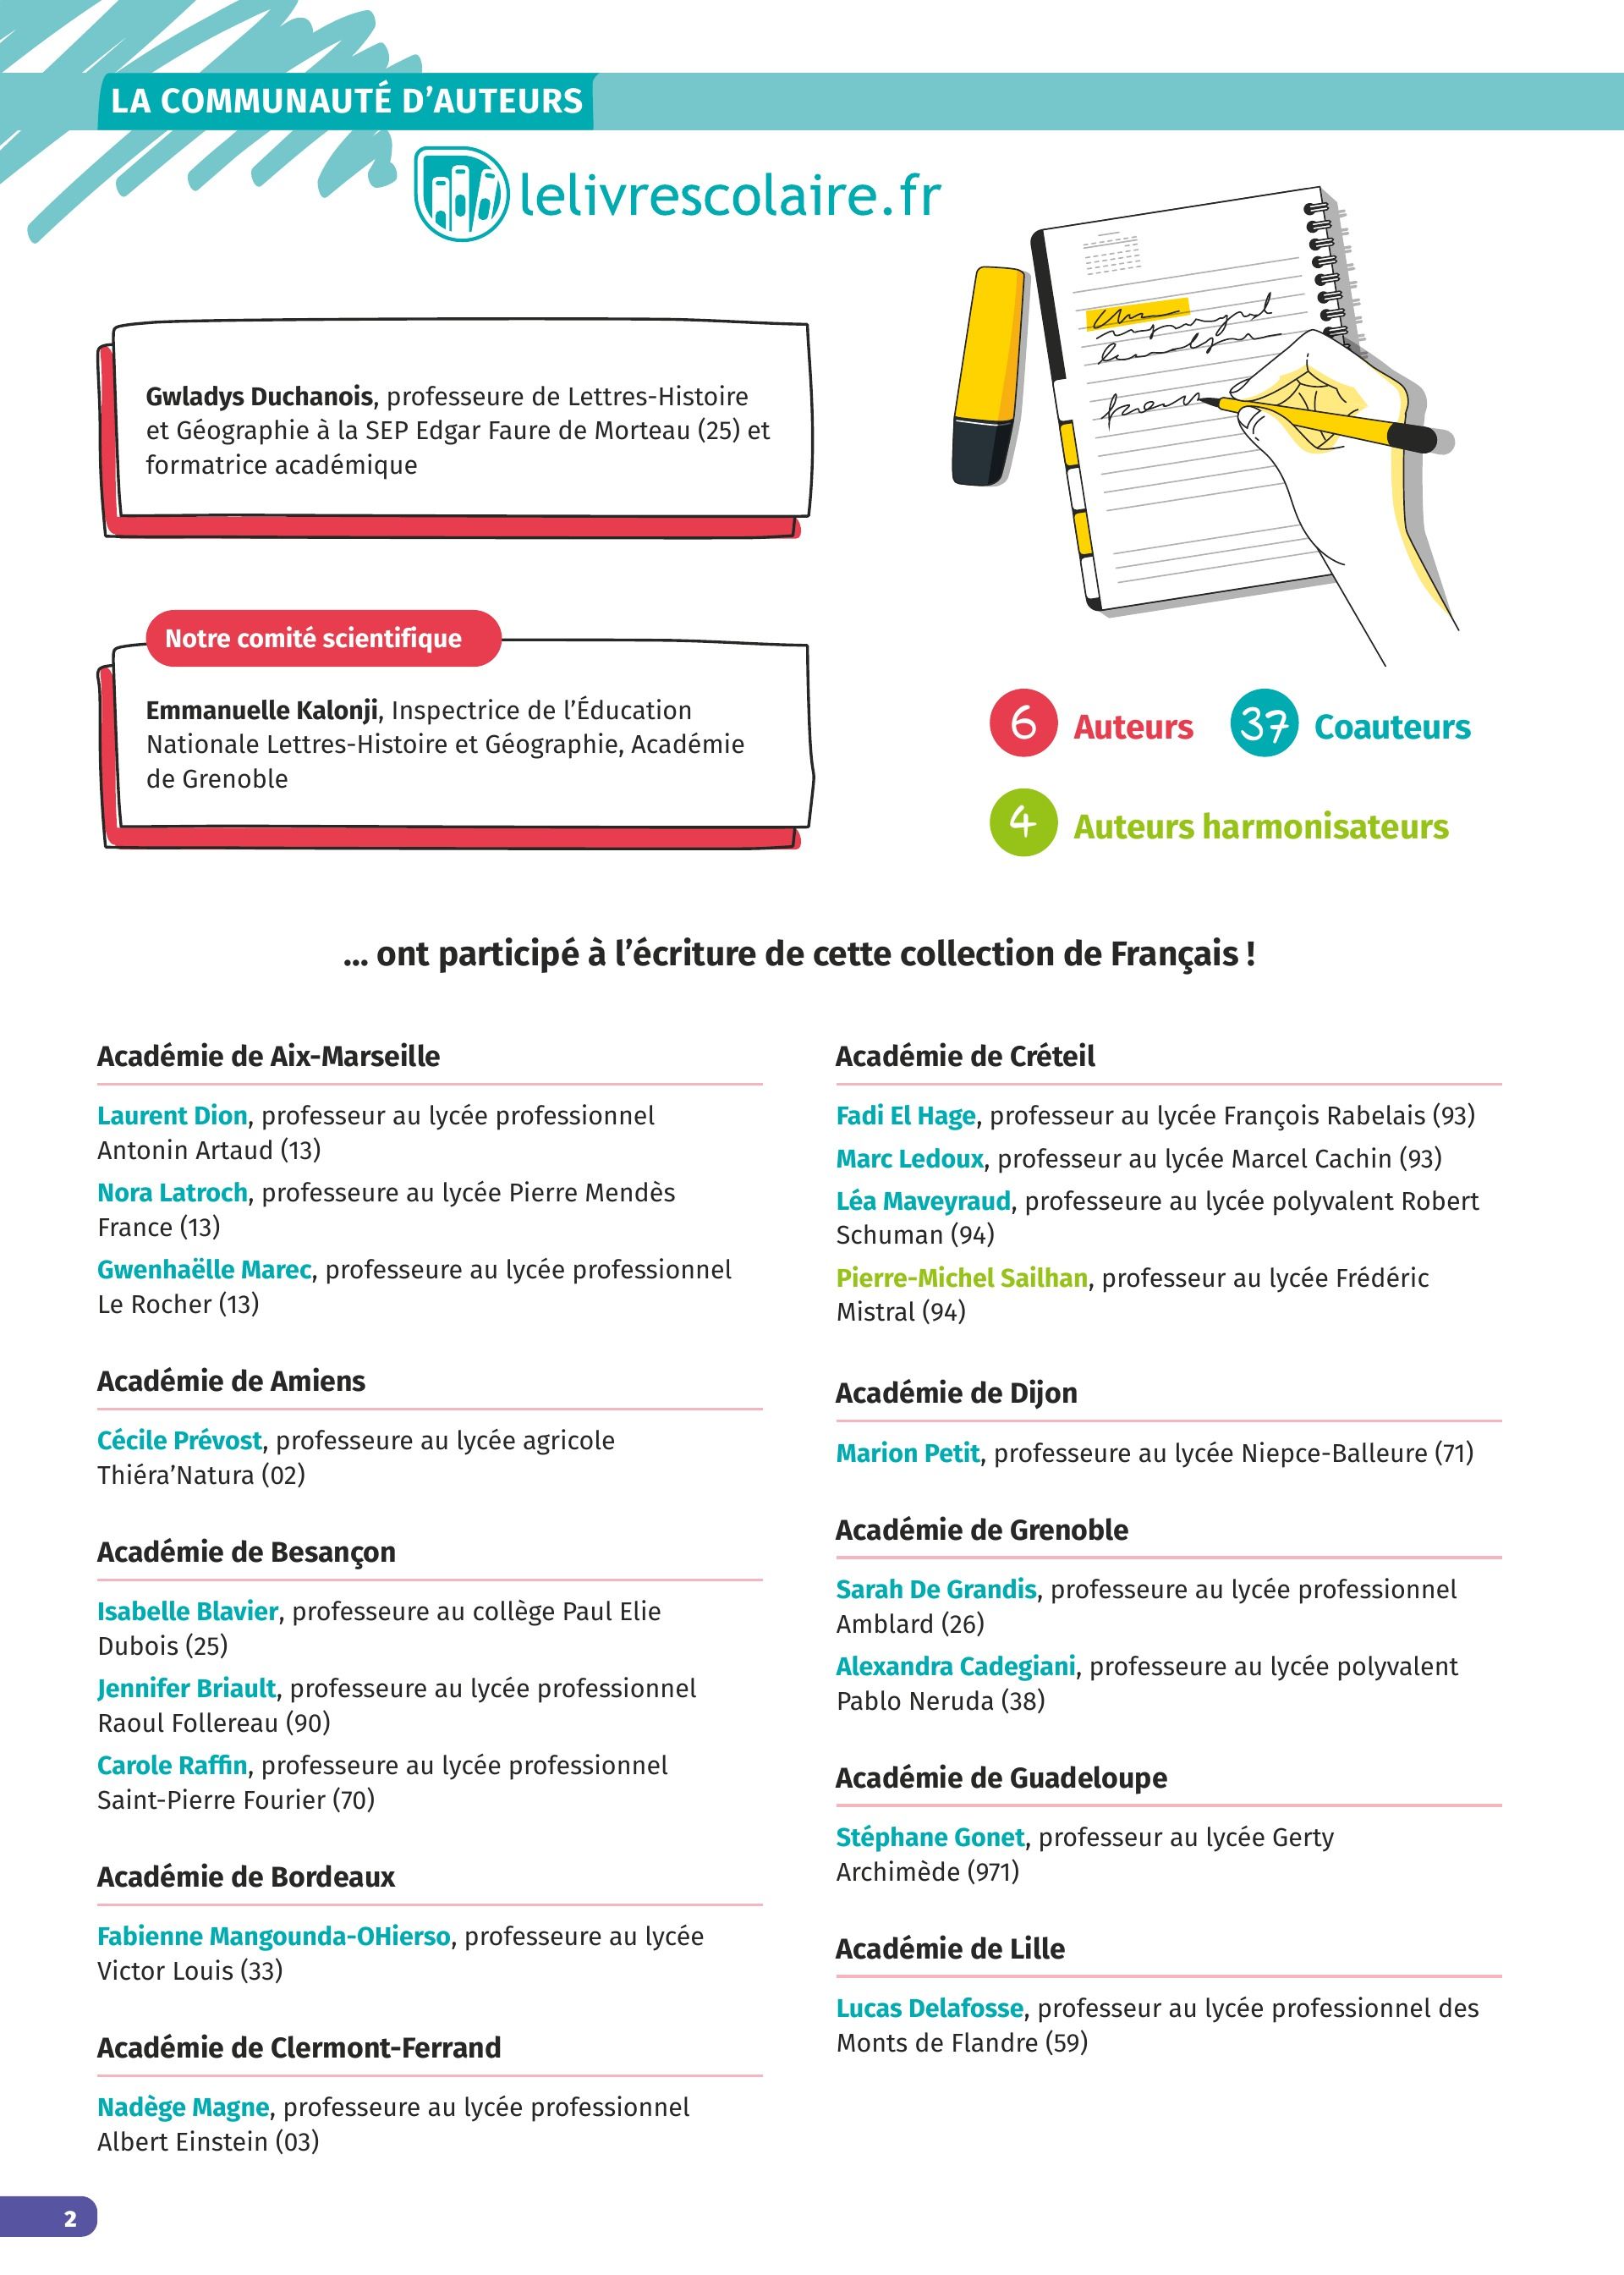 LA COMMUNAUTÉ D’AUTEURS
lelivrescolaire.fr
Gwladys Duchanois, professeure de Lettres-Histoire
et Géographie à la SEP Edgar Faure de Morteau (25) et
formatrice académique
Notre comité scientifique
Emmanuelle Kalonji, Inspectrice de l’Éducation
Nationale Lettres-Histoire et Géographie, Académie
de Grenoble
6 Auteurs 37 Coauteurs
4 Auteurs harmonisateurs
... ont participé à l’écriture de cette collection de Français !
Académie de Aix-Marseille
Laurent Dion, professeur au lycée professionnel
Antonin Artaud (13)
Nora Latroch, professeure au lycée Pierre Mendès
France (13)
Gwenhaëlle Marec, professeure au lycée professionnel
Le Rocher (13)
Académie de Amiens
Cécile Prévost, professeure au lycée agricole
Thiéra’Natura (02)
Académie de Besançon
Isabelle Blavier, professeure au collège Paul Elie
Dubois (25)
Jennifer Briault, professeure au lycée professionnel
Raoul Follereau (90)
Carole Raffin, professeure au lycée professionnel
Saint-Pierre Fourier (70)
Académie de Bordeaux
Fabienne Mangounda-OHierso, professeure au lycée
Victor Louis (33)
Académie de Clermont-Ferrand
Nadège Magne, professeure au lycée professionnel
Albert Einstein (03)
Académie de Créteil
Fadi El Hage, professeur au lycée François Rabelais (93)
Marc Ledoux, professeur au lycée Marcel Cachin (93)
Léa Maveyraud, professeure au lycée polyvalent Robert
Schuman (94)
Pierre-Michel Sailhan, professeur au lycée Frédéric
Mistral (94)
Académie de Dijon
Marion Petit, professeure au lycée Niepce-Balleure (71)
Académie de Grenoble
Sarah De Grandis, professeure au lycée professionnel
Amblard (26)
Alexandra Cadegiani, professeure au lycée polyvalent
Pablo Neruda (38)
Académie de Guadeloupe
Stéphane Gonet, professeur au lycée Gerty
Archimède (971)
Académie de Lille
Lucas Delafosse, professeur au lycée professionnel des
Monts de Flandre (59)
2